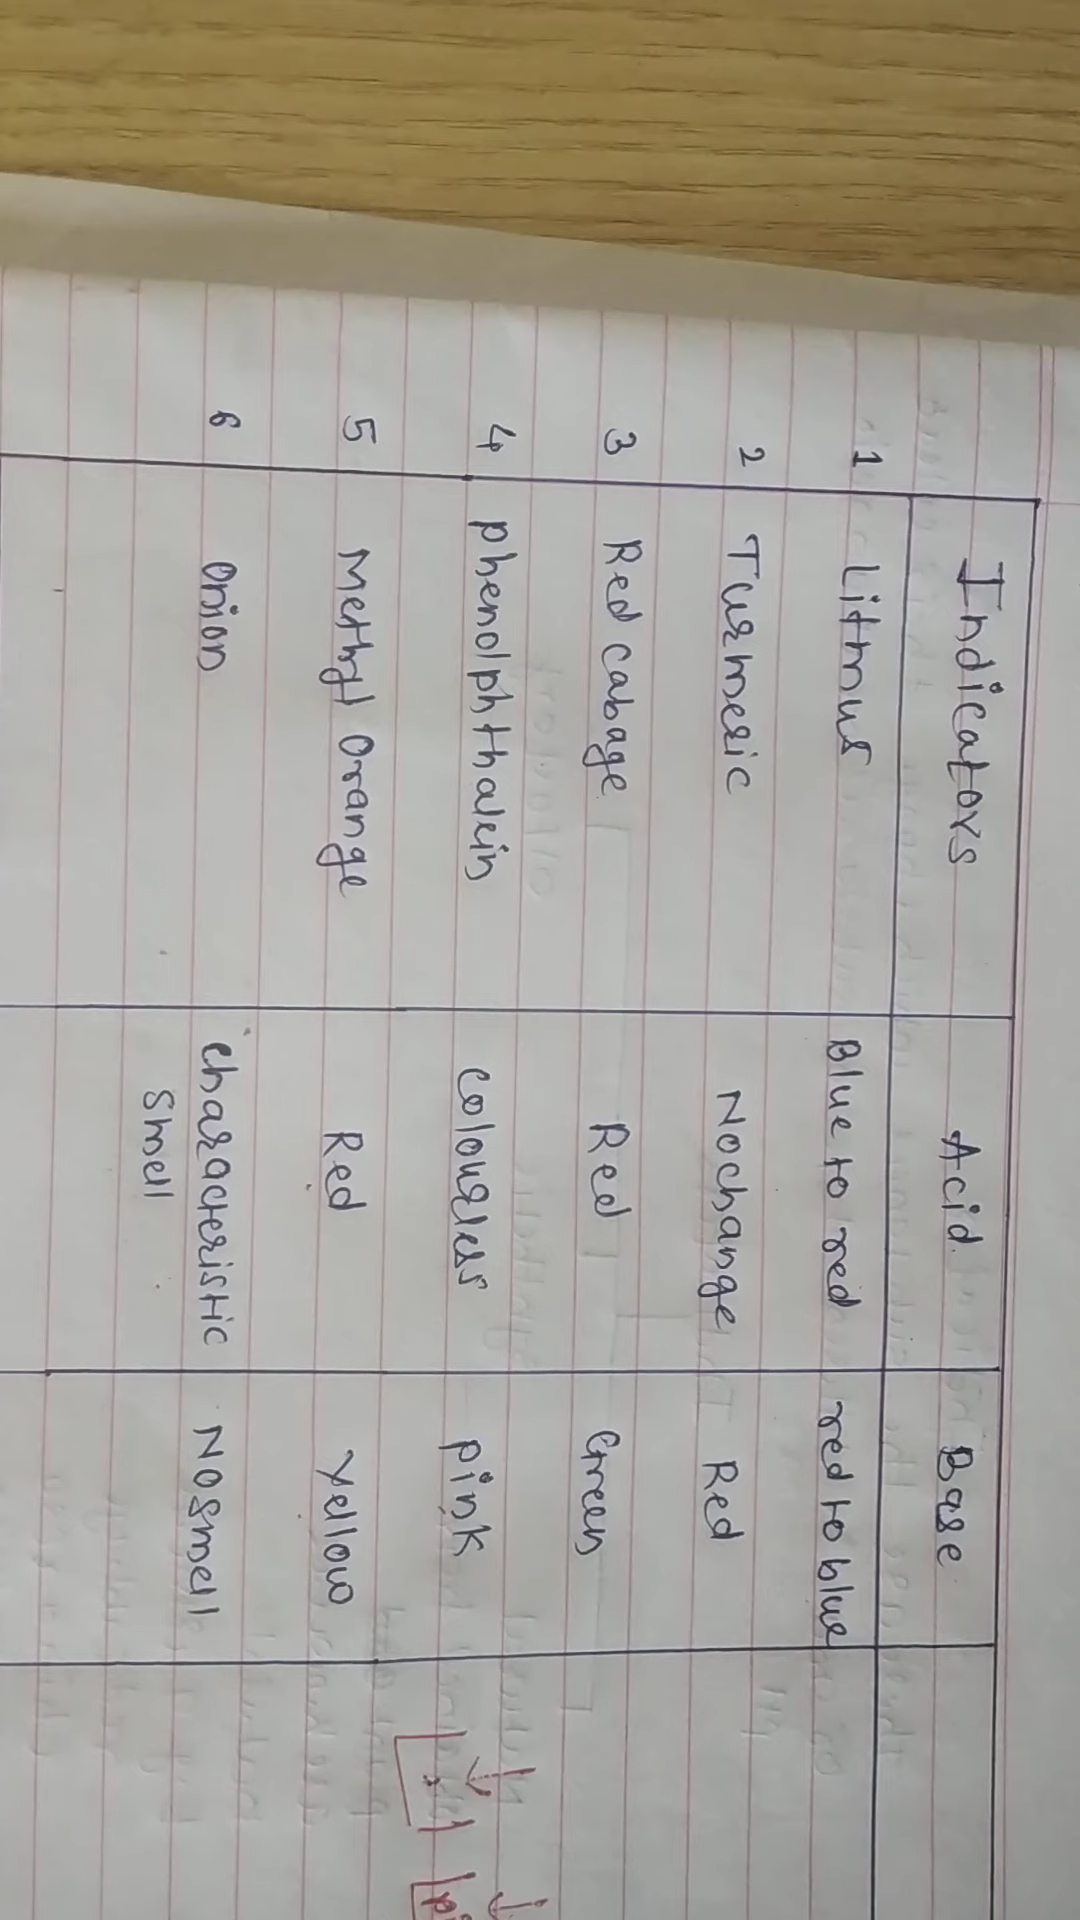 Indicators Acid Base
1 Litmus Blue to red red to blue
2 Turmeric Nochange Red
3 Red cabage Red Green
4 phenolphthalein colourless pink
5 Methyl Orange Red Yellow
6 Onion characteristic Nosmell
smell